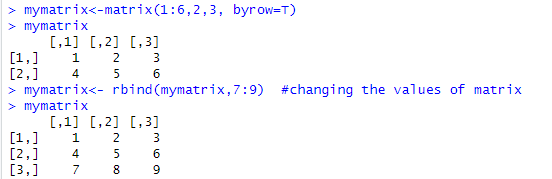 > mymatrix<-matrix(1:6,2,3, byrow=T)
> mymatrix
     [,1] [,2] [,3]
[1,]    1    2    3
[2,]    4    5    6
> mymatrix<- rbind(mymatrix,7:9)  #changing the values of matrix
> mymatrix
     [,1] [,2] [,3]
[1,]    1    2    3
[2,]    4    5    6
[3,]    7    8    9